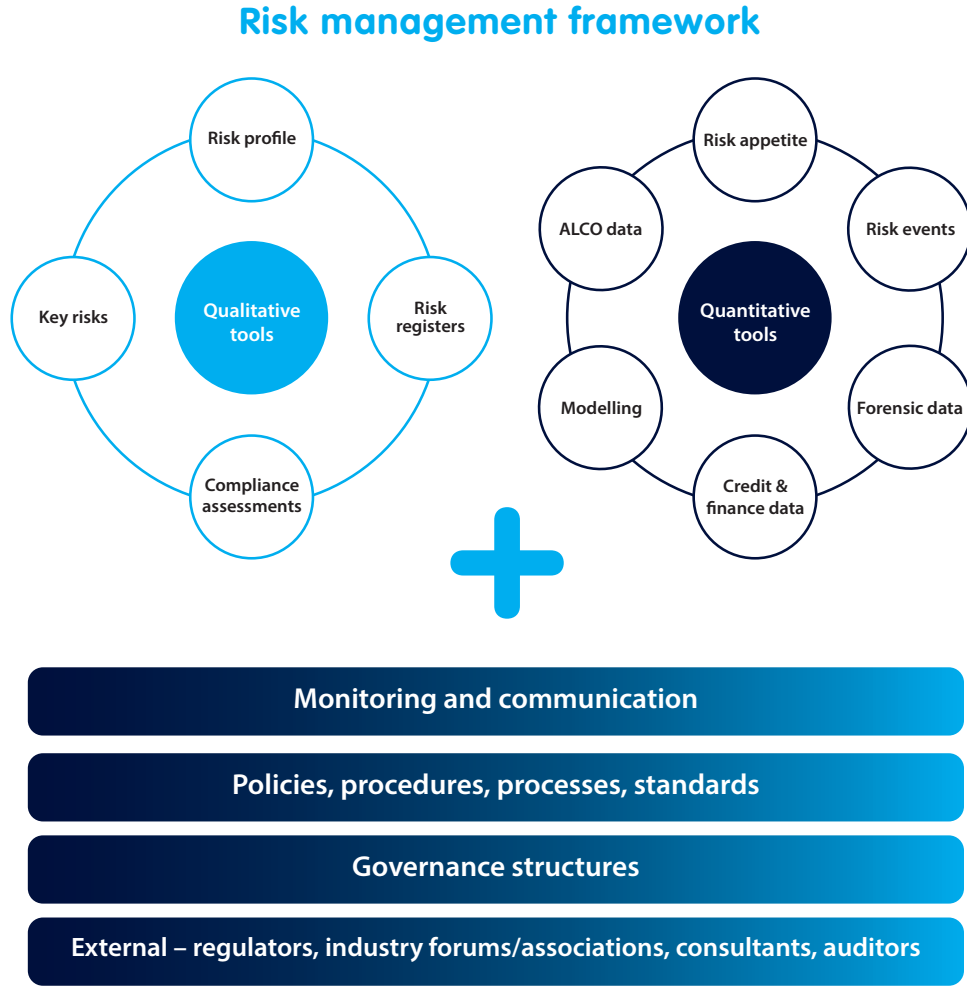 Risk management framework
Risk profile
Key risks
Qualitative
tools
Risk
registers
Compliance
assessments
Risk appetite
ALCO data
Risk events
Quantitative
tools
Modelling
Forensic data
Credit &
finance data
Monitoring and communication
Policies, procedures, processes, standards
Governance structures
External – regulators, industry forums/associations, consultants, auditors